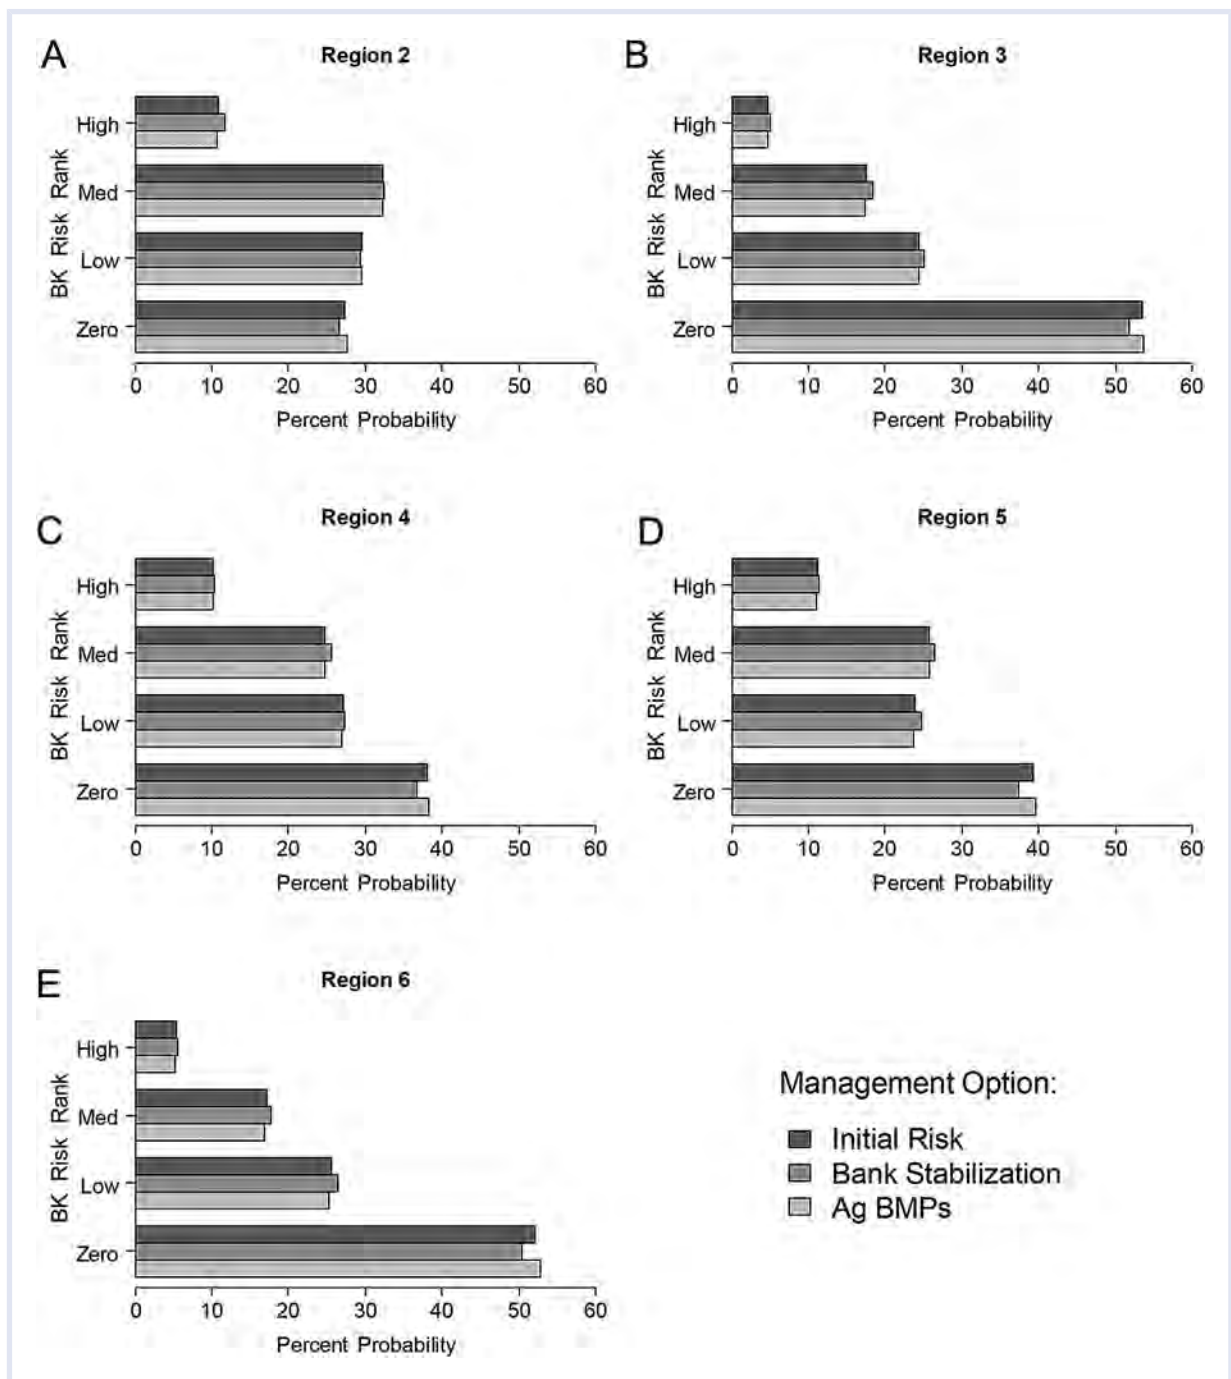 A
Region 2
BK Risk Rank
High
Med
Low
Zero
0 10 20 30 40 50 60
Percent Probability
B
Region 3
BK Risk Rank
High
Med
Low
Zero
0 10 20 30 40 50 60
Percent Probability
C
Region 4
BK Risk Rank
High
Med
Low
Zero
0 10 20 30 40 50 60
Percent Probability
D
Region 5
BK Risk Rank
High
Med
Low
Zero
0 10 20 30 40 50 60
Percent Probability
E
Region 6
BK Risk Rank
High
Med
Low
Zero
0 10 20 30 40 50 60
Percent Probability
Management Option:
Initial Risk
Bank Stabilization
Ag BMPs